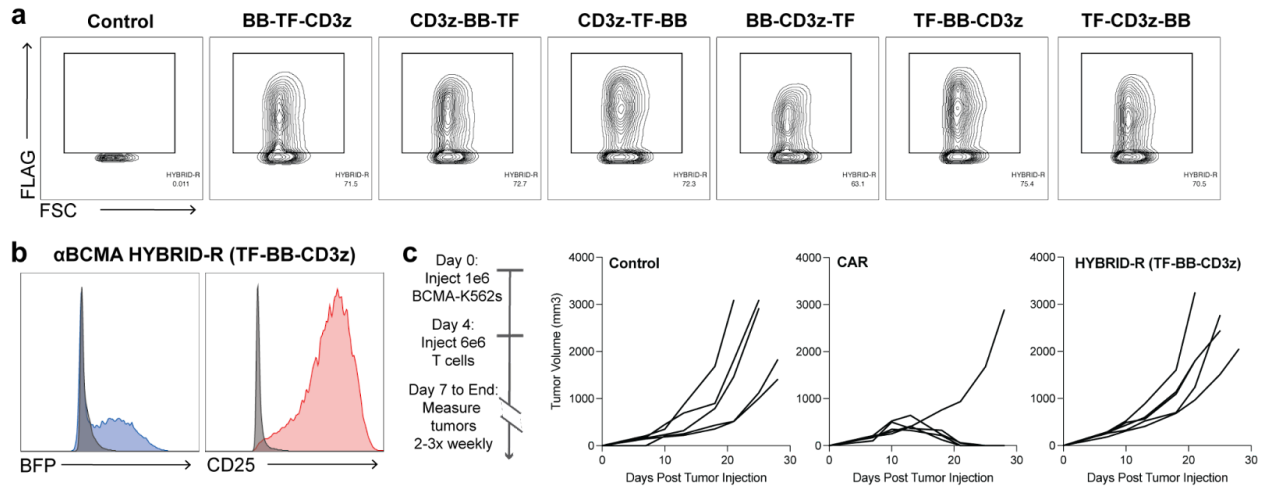 a
Control
BB-TF-CD3z
CD3z-BB-TF
CD3z-TF-BB
BB-CD3z-TF
TF-BB-CD3z
TF-CD3z-BB
FLAG
HYBRID-R
0.011
HYBRID-R
71.5
HYBRID-R
72.7
HYBRID-R
72.3
HYBRID-R
63.1
HYBRID-R
75.4
HYBRID-R
70.5
FSC
b
αBCMA HYBRID-R (TF-BB-CD3z)
BFP
CD25
c
Day 0:
Inject 1e6
BCMA-K562s
Day 4:
Inject 6e6
T cells
Day 7 to End:
Measure
tumors
2-3x weekly
Tumor Volume (mm3)
4000
3000
2000
1000
0
Control
0
10
20
30
Days Post Tumor Injection
4000
3000
2000
1000
0
CAR
0
10
20
30
Days Post Tumor Injection
4000
3000
2000
1000
0
HYBRID-R (TF-BB-CD3z)
0
10
20
30
Days Post Tumor Injection